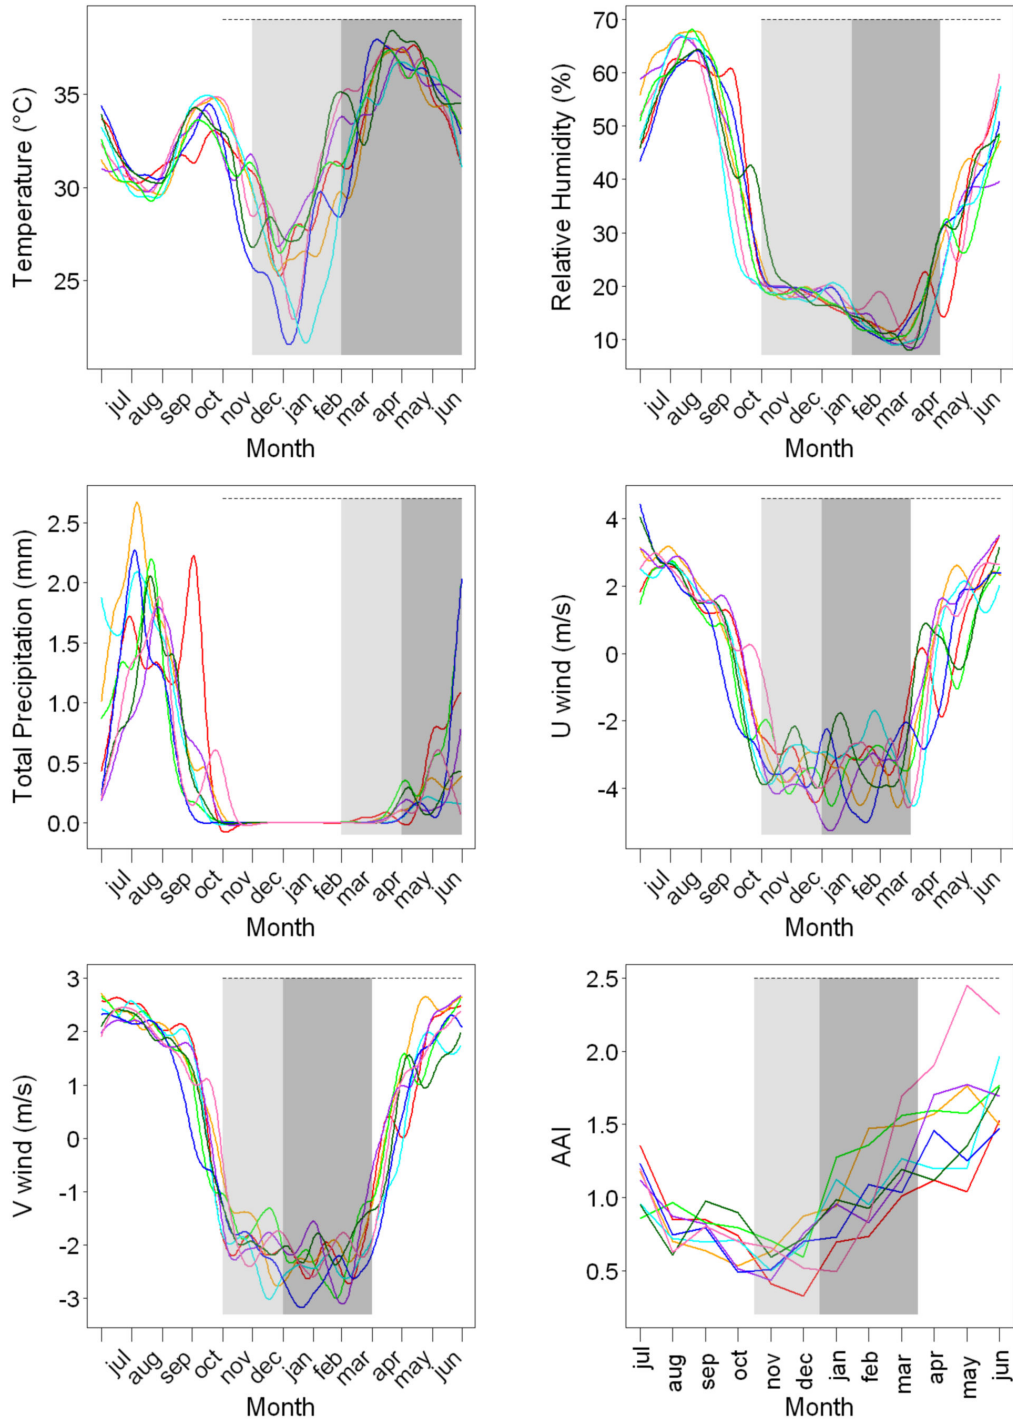 Temperature (°C)
35
30
25
jul aug sep oct nov dec jan feb mar apr may jun
Month
Relative Humidity (%)
70
60
50
40
30
20
10
jul aug sep oct nov dec jan feb mar apr may jun
Month
Total Precipitation (mm)
2.5
2.0
1.5
1.0
0.5
0.0
jul aug sep oct nov dec jan feb mar apr may jun
Month
U wind (m/s)
4
2
0
-2
-4
jul aug sep oct nov dec jan feb mar apr may jun
Month
V wind (m/s)
3
2
1
0
-1
-2
-3
jul aug sep oct nov dec jan feb mar apr may jun
Month
AAI
2.5
2.0
1.5
1.0
0.5
jul aug sep oct nov dec jan feb mar apr may jun
Month